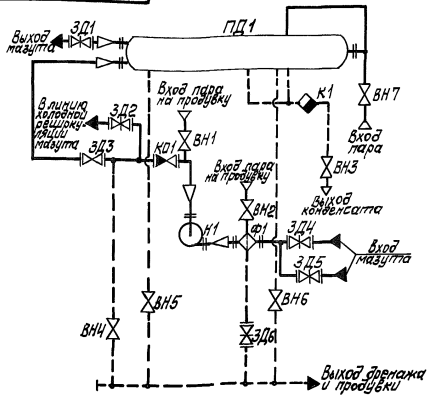 ПД1
ЗД1
Выход
мазута
Вход пара
на продувку
К1
ВН7
В линию
холодной
рецирку-
ляции
мазута
ЗД2
ВН1
Вход
пара
ЗД3
КО1
Вход пара
на продувку
ВН3
ВН2
Выход
конденсата
Н1
Ф1
ЗД4
Вход
мазута
ЗД5
ВН4
ВН5
ВН6
ЗД6
Выход дренажа
и продувки